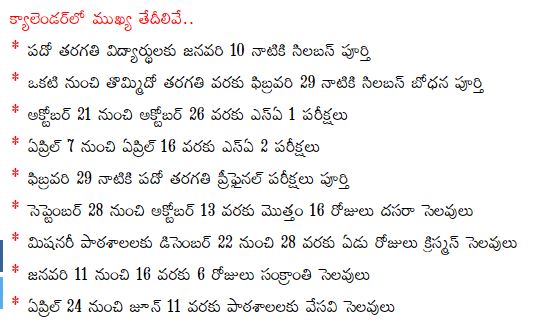 క్యాలెండర్‌లో ముఖ్య తేదీలివే..
* పదో తరగతి విద్యార్థులకు జనవరి 10 నాటికి సిలబస్ పూర్తి
* ఒకటి నుంచి తొమ్మిదో తరగతి వరకు ఫిబ్రవరి 29 నాటికి సిలబస్ బోధన పూర్తి
* అక్టోబర్ 21 నుంచి అక్టోబర్ 26 వరకు ఎస్ఏ 1 పరీక్షలు
* ఏప్రిల్ 7 నుంచి ఏప్రిల్ 16 వరకు ఎస్ఏ 2 పరీక్షలు
* ఫిబ్రవరి 29 నాటికి పదో తరగతి ప్రీఫైనల్ పరీక్షలు పూర్తి
* సెప్టెంబర్ 28 నుంచి అక్టోబర్ 13 వరకు మొత్తం 16 రోజులు దసరా సెలవులు
* మిషనరీ పాఠశాలలకు డిసెంబర్ 22 నుంచి 28 వరకు ఏడు రోజులు క్రిస్మస్ సెలవులు
* జనవరి 11 నుంచి 16 వరకు 6 రోజులు సంక్రాంతి సెలవులు
* ఏప్రిల్ 24 నుంచి జూన్ 11 వరకు పాఠశాలలకు వేసవి సెలవులు